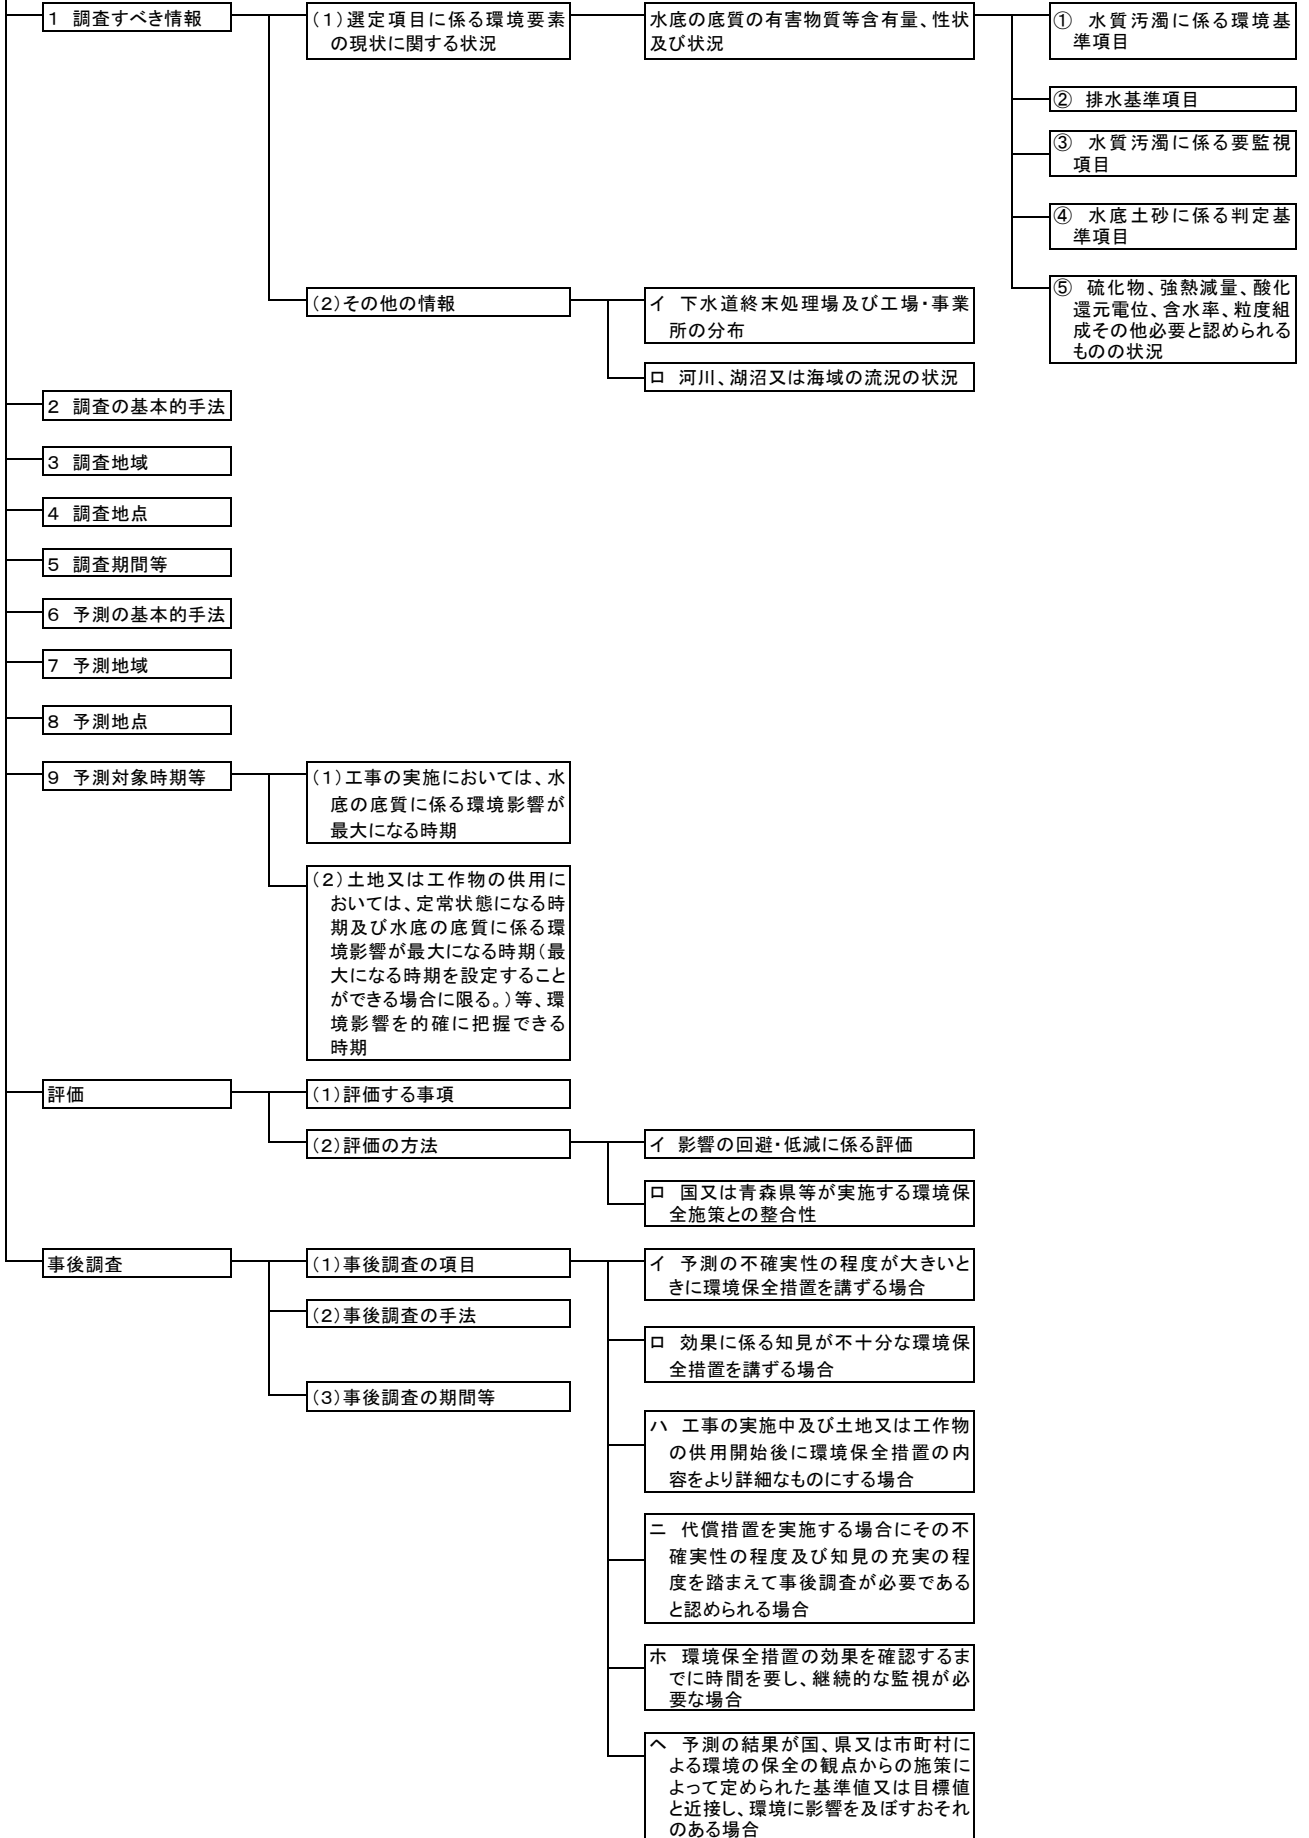 1 調査すべき情報
(1)選定項目に係る環境要素
の現状に関する状況
水底の底質の有害物質等含有量、性状
及び状況
① 水質汚濁に係る環境基
準項目
② 排水基準項目
③ 水質汚濁に係る要監視
項目
④ 水底土砂に係る判定基
準項目
⑤ 硫化物、強熱減量、酸化
還元電位、含水率、粒度組
成その他必要と認められる
ものの状況
(2)その他の情報
イ 下水道終末処理場及び工場・事業
所の分布
ロ 河川、湖沼又は海域の流況の状況
2 調査の基本的手法
3 調査地域
4 調査地点
5 調査期間等
6 予測の基本的手法
7 予測地域
8 予測地点
9 予測対象時期等
(1)工事の実施においては、水
底の底質に係る環境影響が
最大になる時期
(2)土地又は工作物の供用に
おいては、定常状態になる時
期及び水底の底質に係る環
境影響が最大になる時期(最
大になる時期を設定すること
ができる場合に限る。)等、環
境影響を的確に把握できる
時期
評価
(1)評価する事項
(2)評価の方法
イ 影響の回避・低減に係る評価
ロ 国又は青森県等が実施する環境保
全施策との整合性
事後調査
(1)事後調査の項目
イ 予測の不確実性の程度が大きいと
きに環境保全措置を講ずる場合
ロ 効果に係る知見が不十分な環境保
全措置を講ずる場合
ハ 工事の実施中及び土地又は工作物
の供用開始後に環境保全措置の内
容をより詳細なものにする場合
ニ 代償措置を実施する場合にその不
確実性の程度及び知見の充実の程
度を踏まえて事後調査が必要である
と認められる場合
ホ 環境保全措置の効果を確認するま
でに時間を要し、継続的な監視が必
要な場合
ヘ 予測の結果が国、県又は市町村に
よる環境の保全の観点からの施策に
よって定められた基準値又は目標値
と近接し、環境に影響を及ぼすおそれ
のある場合
(2)事後調査の手法
(3)事後調査の期間等